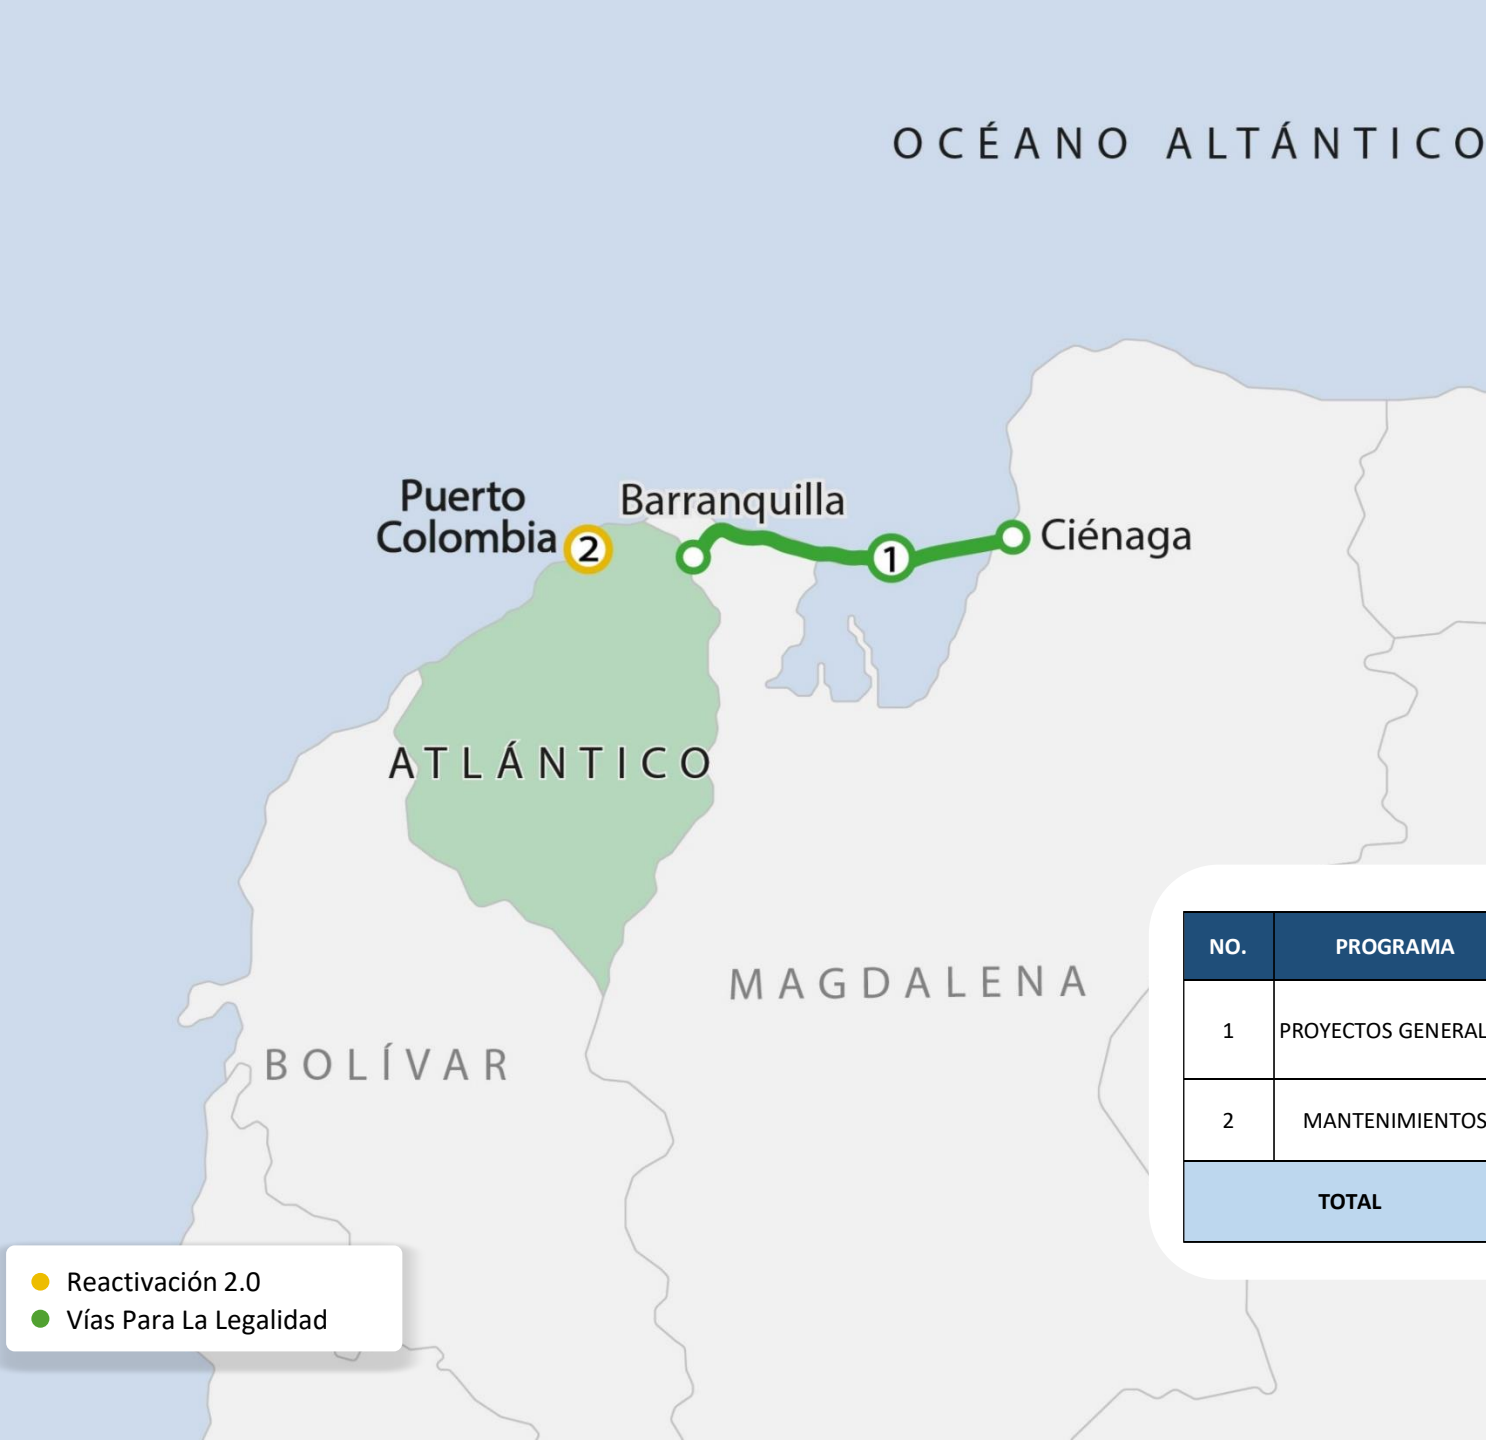 OCÉANO ALTÁNTICO
Puerto
Colombia
2
Barranquilla
1
Ciénaga
ATLÁNTICO
MAGDALENA
BOLÍVAR
NO. PROGRAMA
1 PROYECTOS GENERAL
2 MANTENIMIENTOS
TOTAL
Reactivación 2.0
Vías Para La Legalidad